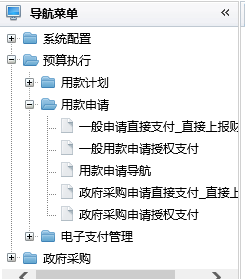 导航菜单
系统配置
预算执行
用款计划
用款申请
一般申请直接支付_直接上报财
一般用款申请授权支付
用款申请导航
政府采购申请直接支付_直接上
政府采购申请授权支付
电子支付管理
政府采购